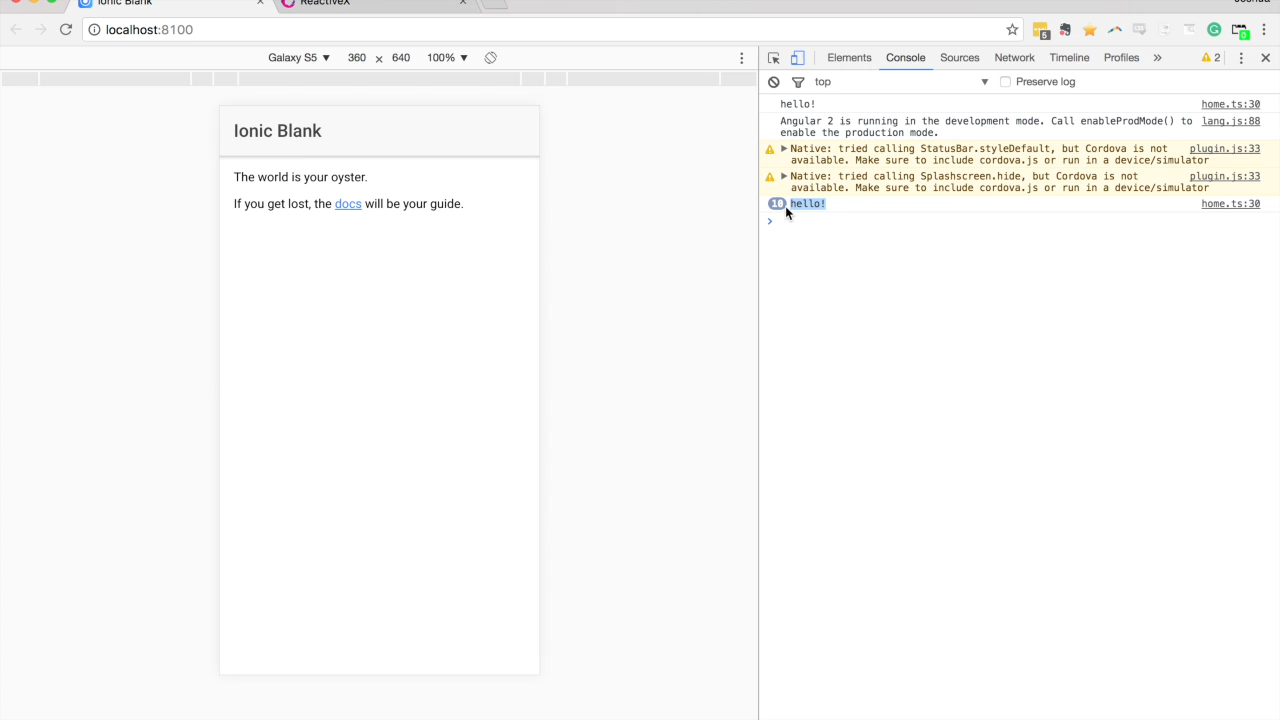 Ionic Blank × ReactiveX × Joshua
localhost:8100 5 0
Galaxy S5 ▼ 360 × 640 100% ▼
Elements Console Sources Network Timeline Profiles » 2
top ▼ Preserve log
Ionic Blank
The world is your oyster.
If you get lost, the docs will be your guide.
hello! home.ts:30
Angular 2 is running in the development mode. Call enableProdMode() to lang.js:88
enable the production mode.
Native: tried calling StatusBar.styleDefault, but Cordova is not plugin.js:33
available. Make sure to include cordova.js or run in a device/simulator
Native: tried calling Splashscreen.hide, but Cordova is not plugin.js:33
available. Make sure to include cordova.js or run in a device/simulator
10 hello! home.ts:30